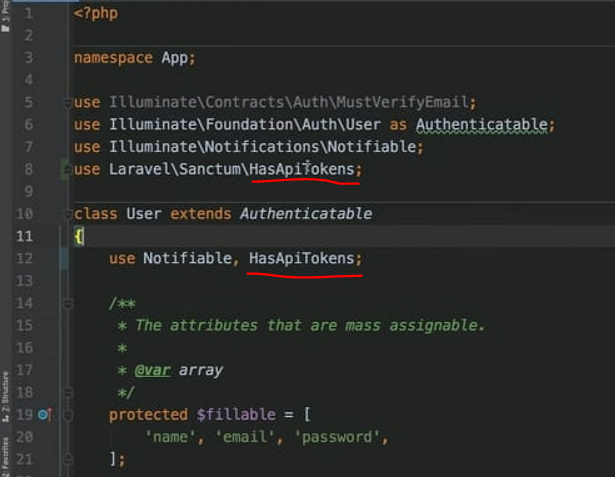 1 <?php
2
3 namespace App;
4
5 use Illuminate\Contracts\Auth\MustVerifyEmail;
6 use Illuminate\Foundation\Auth\User as Authenticatable;
7 use Illuminate\Notifications\Notifiable;
8 use Laravel\Sanctum\HasApiTokens;
9
10 class User extends Authenticatable
11 {
12 use Notifiable, HasApiTokens;
13
14 /**
15 * The attributes that are mass assignable.
16 *
17 * @var array
18 */
19 protected $fillable = [
20 'name', 'email', 'password',
21 ];
Z: Structure
2: Favorites